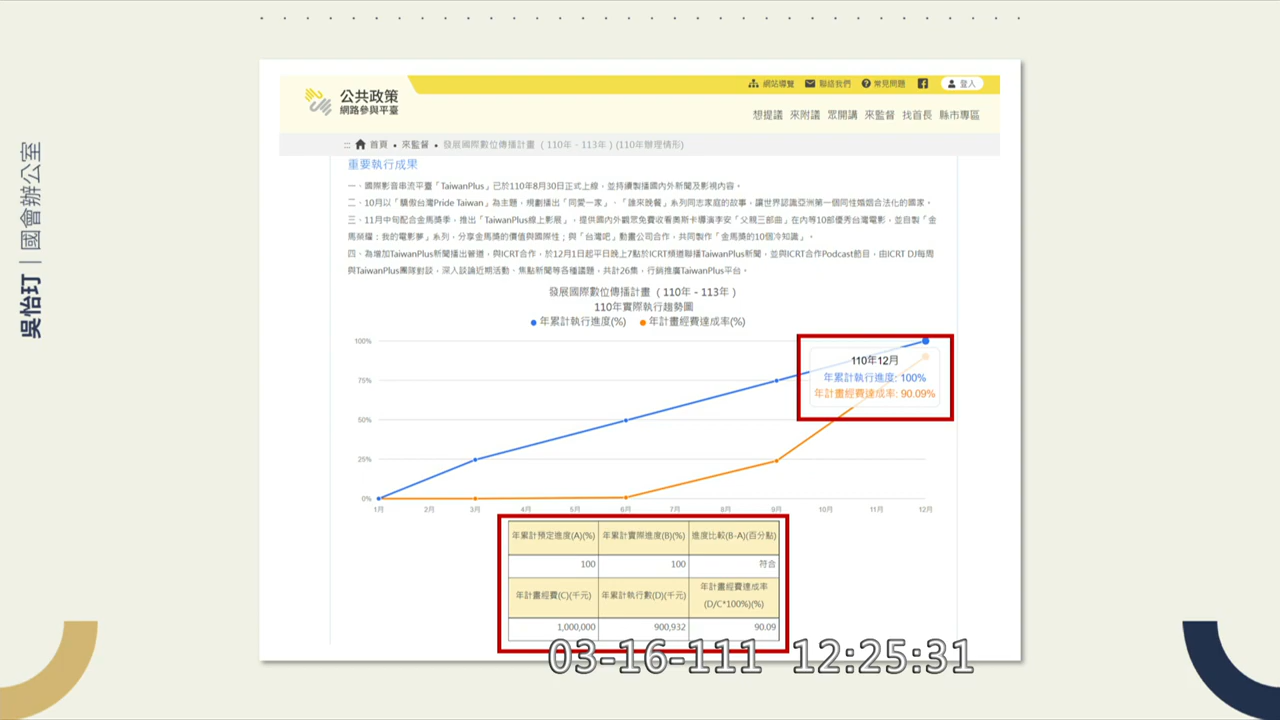 吳怡玎｜國會辦公室
公共政策
網路參與平臺
網站導覽 聯絡我們 常見問題 登入
想提議 來附議 眾開講 來監督 找首長 縣市專區
首頁 • 來監督 • 發展國際數位傳播計畫 ( 110年 - 113年 ) (110年辦理情形)
重要執行成果
一、國際影音串流平臺「TaiwanPlus」已於110年8月30日正式上線，並持續製播國內外新聞及影視內容。
二、10月以「驕傲台灣Pride Taiwan」為主題，規劃播出「同愛一家」、「誰來晚餐」系列同志家庭的故事，讓世界認識亞洲第一個同性婚姻合法化的國家。
三、11月中旬配合金馬獎季，推出「TaiwanPlus線上影展」，提供國內外觀眾免費收看奧斯卡導演李安「父親三部曲」在內等10部優秀台灣電影，並自製「金
馬榮耀：我的電影夢」系列，分享金馬獎的價值與國際性；與「台灣吧」動畫公司合作，共同製作「金馬獎的10個冷知識」。
四、為增加TaiwanPlus新聞播出管道，與ICRT合作，於12月1日起平日晚上7點於ICRT頻道聯播TaiwanPlus新聞，並與ICRT合作Podcast節目，由ICRT DJ每周
與TaiwanPlus團隊對談，深入談論近期活動、焦點新聞等各種議題，共計26集，行銷推廣TaiwanPlus平台。
發展國際數位傳播計畫 ( 110年 - 113年 )
110年實際執行趨勢圖
年累計執行進度(%) 年計畫經費達成率(%)
100%
75%
50%
25%
0%
1月 2月 3月 4月 5月 6月 7月 8月 9月 10月 11月 12月
110年12月
年累計執行進度: 100%
年計畫經費達成率: 90.09%
年累計預定進度(A)(%) 年累計實際進度(B)(%) 進度比較(B-A)(百分點)
100 100 符合
年計畫經費(C)(千元) 年累計執行數(D)(千元) 年計畫經費達成率
(D/C*100%)(%)
1,000,000 900,932 90.09
03-16-111 12:25:31